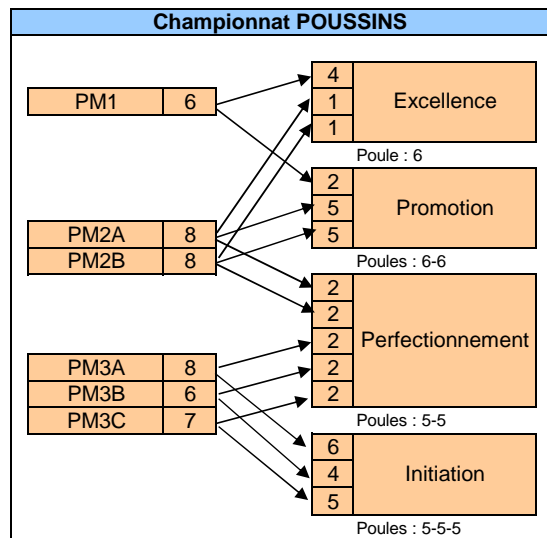 Championnat POUSSINS
PM1 6
4
1
1
Excellence
Poule : 6
2
5
5
Promotion
Poules : 6-6
PM2A 8
PM2B 8
2
2
2
2
2
Perfectionnement
Poules : 5-5
PM3A 8
PM3B 6
PM3C 7
6
4
5
Initiation
Poules : 5-5-5